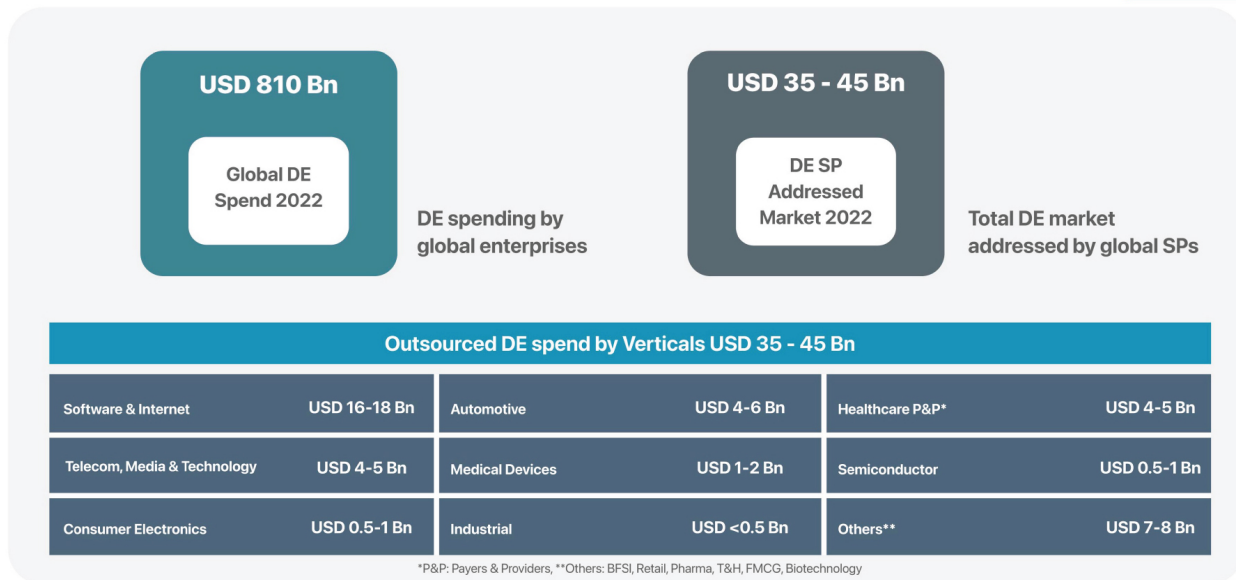 USD 810 Bn
Global DE
Spend 2022
DE spending by
global enterprises
USD 35 - 45 Bn
DE SP
Addressed
Market 2022
Total DE market
addressed by global SPs
Outsourced DE spend by Verticals USD 35 - 45 Bn
Software & Internet USD 16-18 Bn
Automotive USD 4-6 Bn
Healthcare P&P* USD 4-5 Bn
Telecom, Media & Technology USD 4-5 Bn
Medical Devices USD 1-2 Bn
Semiconductor USD 0.5-1 Bn
Consumer Electronics USD 0.5-1 Bn
Industrial USD <0.5 Bn
Others** USD 7-8 Bn
*P&P: Payers & Providers, **Others: BFSI, Retail, Pharma, T&H, FMCG, Biotechnology